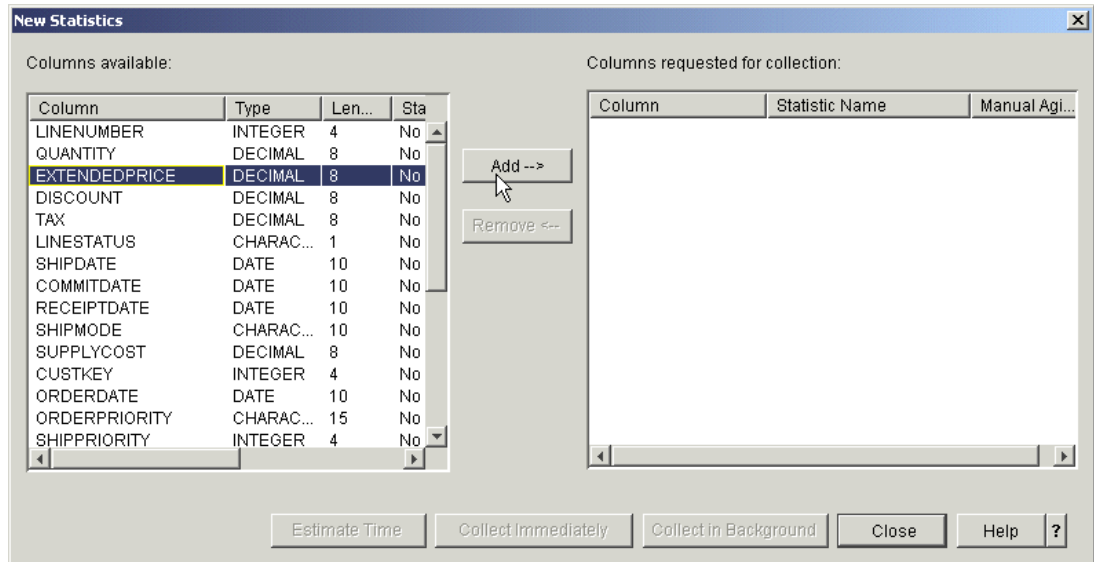 New Statistics
Columns available:
Columns requested for collection:
Column Type Len... Sta
LINENUMBER INTEGER 4 No
QUANTITY DECIMAL 8 No
EXTENDEDPRICE DECIMAL 8 No
DISCOUNT DECIMAL 8 No
TAX DECIMAL 8 No
LINESTATUS CHARAC... 1 No
SHIPDATE DATE 10 No
COMMITDATE DATE 10 No
RECEIPTDATE DATE 10 No
SHIPMODE CHARAC... 10 No
SUPPLYCOST DECIMAL 8 No
CUSTKEY INTEGER 4 No
ORDERDATE DATE 10 No
ORDERPRIORITY CHARAC... 15 No
SHIPPRIORITY INTEGER 4 No
Add -->
Remove <--
Column Statistic Name Manual Agi...
Estimate Time Collect Immediately Collect in Background Close Help ?